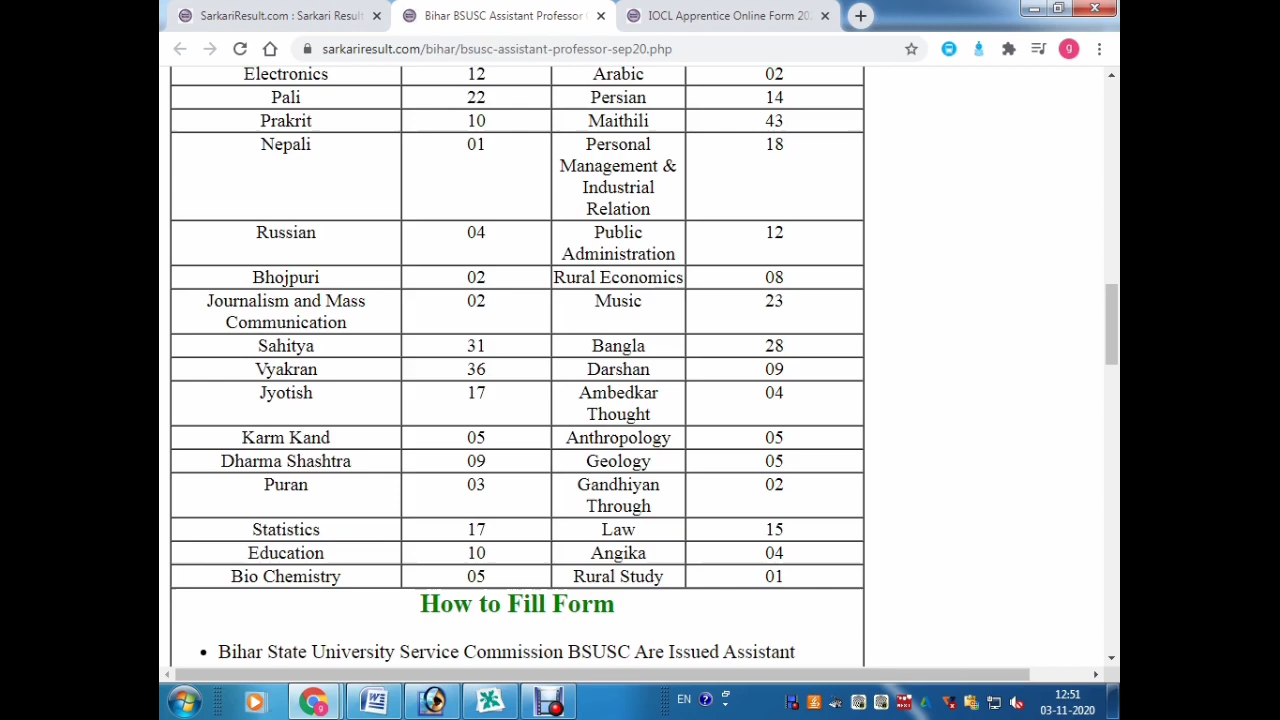 SarkariResult.com : Sarkari Result
Bihar BSUSC Assistant Professor
IOCL Apprentice Online Form 202
sarkariresult.com/bihar/bsusc-assistant-professor-sep20.php
g
Electronics 12 Arabic 02
Pali 22 Persian 14
Prakrit 10 Maithili 43
Nepali 01 Personal 18
Management &
Industrial
Relation
Russian 04 Public 12
Administration
Bhojpuri 02 Rural Economics 08
Journalism and Mass 02 Music 23
Communication
Sahitya 31 Bangla 28
Vyakran 36 Darshan 09
Jyotish 17 Ambedkar 04
Thought
Karm Kand 05 Anthropology 05
Dharma Shashtra 09 Geology 05
Puran 03 Gandhiyan 02
Through
Statistics 17 Law 15
Education 10 Angika 04
Bio Chemistry 05 Rural Study 01
How to Fill Form
• Bihar State University Service Commission BSUSC Are Issued Assistant
EN
12:51
03-11-2020